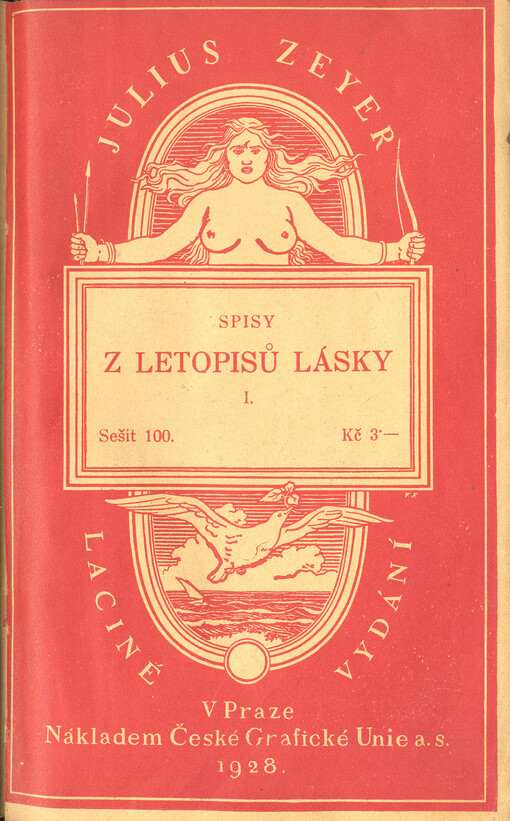 JULIUS ZEYER
SPISY
Z LETOPISŮ LÁSKY
I.
Sešit 100.
Kč 3·—
LACINÉ VYDÁNÍ
V Praze
Nákladem České Grafické Unie a. s.
1928.